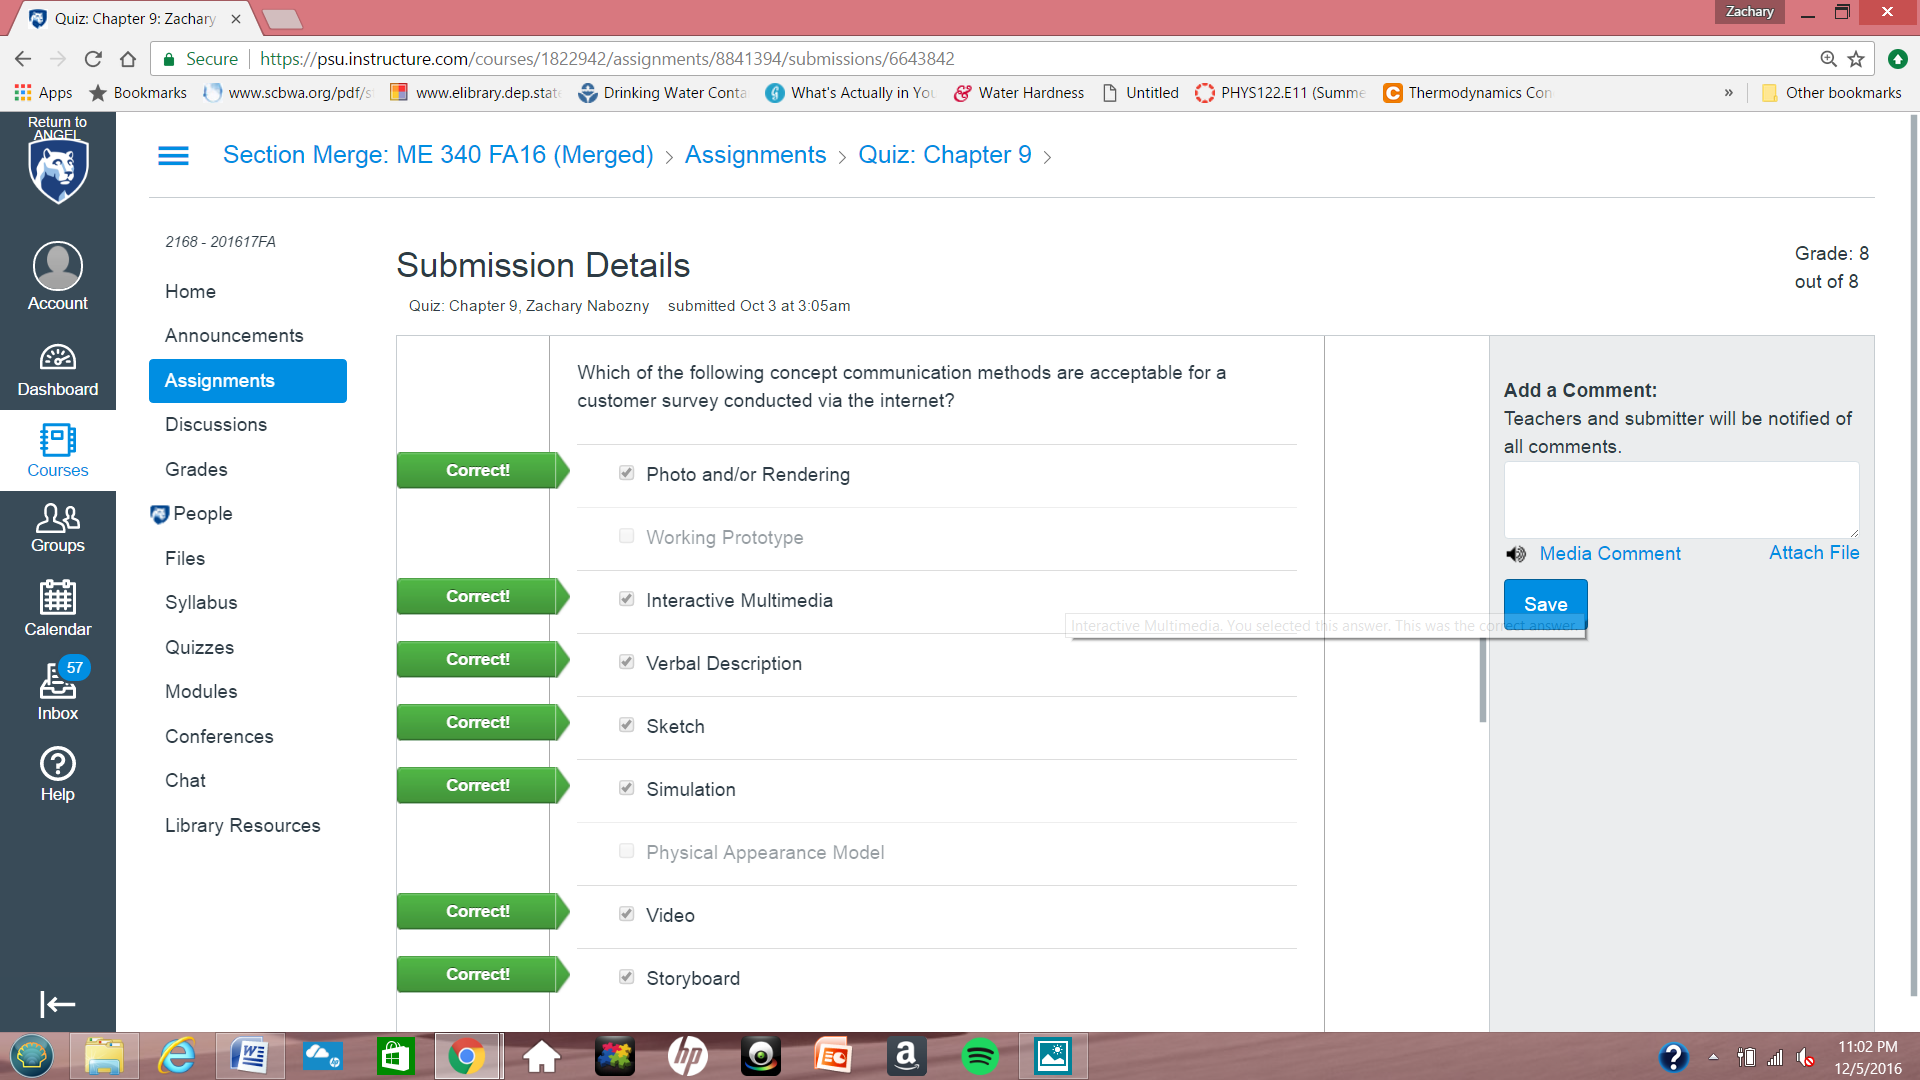 Quiz: Chapter 9: Zachary
Zachary
Secure https://psu.instructure.com/courses/1822942/assignments/8841394/submissions/6643842
Apps Bookmarks www.scbwa.org/pdf/s www.elibrary.dep.stat Drinking Water Conta What's Actually in You Water Hardness Untitled PHYS122.E11 (Summe Thermodynamics Con » Other bookmarks
Return to
ANGEL
Section Merge: ME 340 FA16 (Merged) > Assignments > Quiz: Chapter 9 >
Account
Dashboard
Courses
Groups
Calendar
57
Inbox
Help
2168 - 201617FA
Home
Announcements
Assignments
Discussions
Grades
People
Files
Syllabus
Quizzes
Modules
Conferences
Chat
Library Resources
Submission Details
Quiz: Chapter 9, Zachary Nabozny submitted Oct 3 at 3:05am
Grade: 8
out of 8
Which of the following concept communication methods are acceptable for a
customer survey conducted via the internet?
Correct! Photo and/or Rendering
Working Prototype
Correct! Interactive Multimedia
Interactive Multimedia. You selected this answer. This was the correct answer.
Correct! Verbal Description
Correct! Sketch
Correct! Simulation
Physical Appearance Model
Correct! Video
Correct! Storyboard
Add a Comment:
Teachers and submitter will be notified of
all comments.
Media Comment Attach File
Save
11:02 PM
12/5/2016